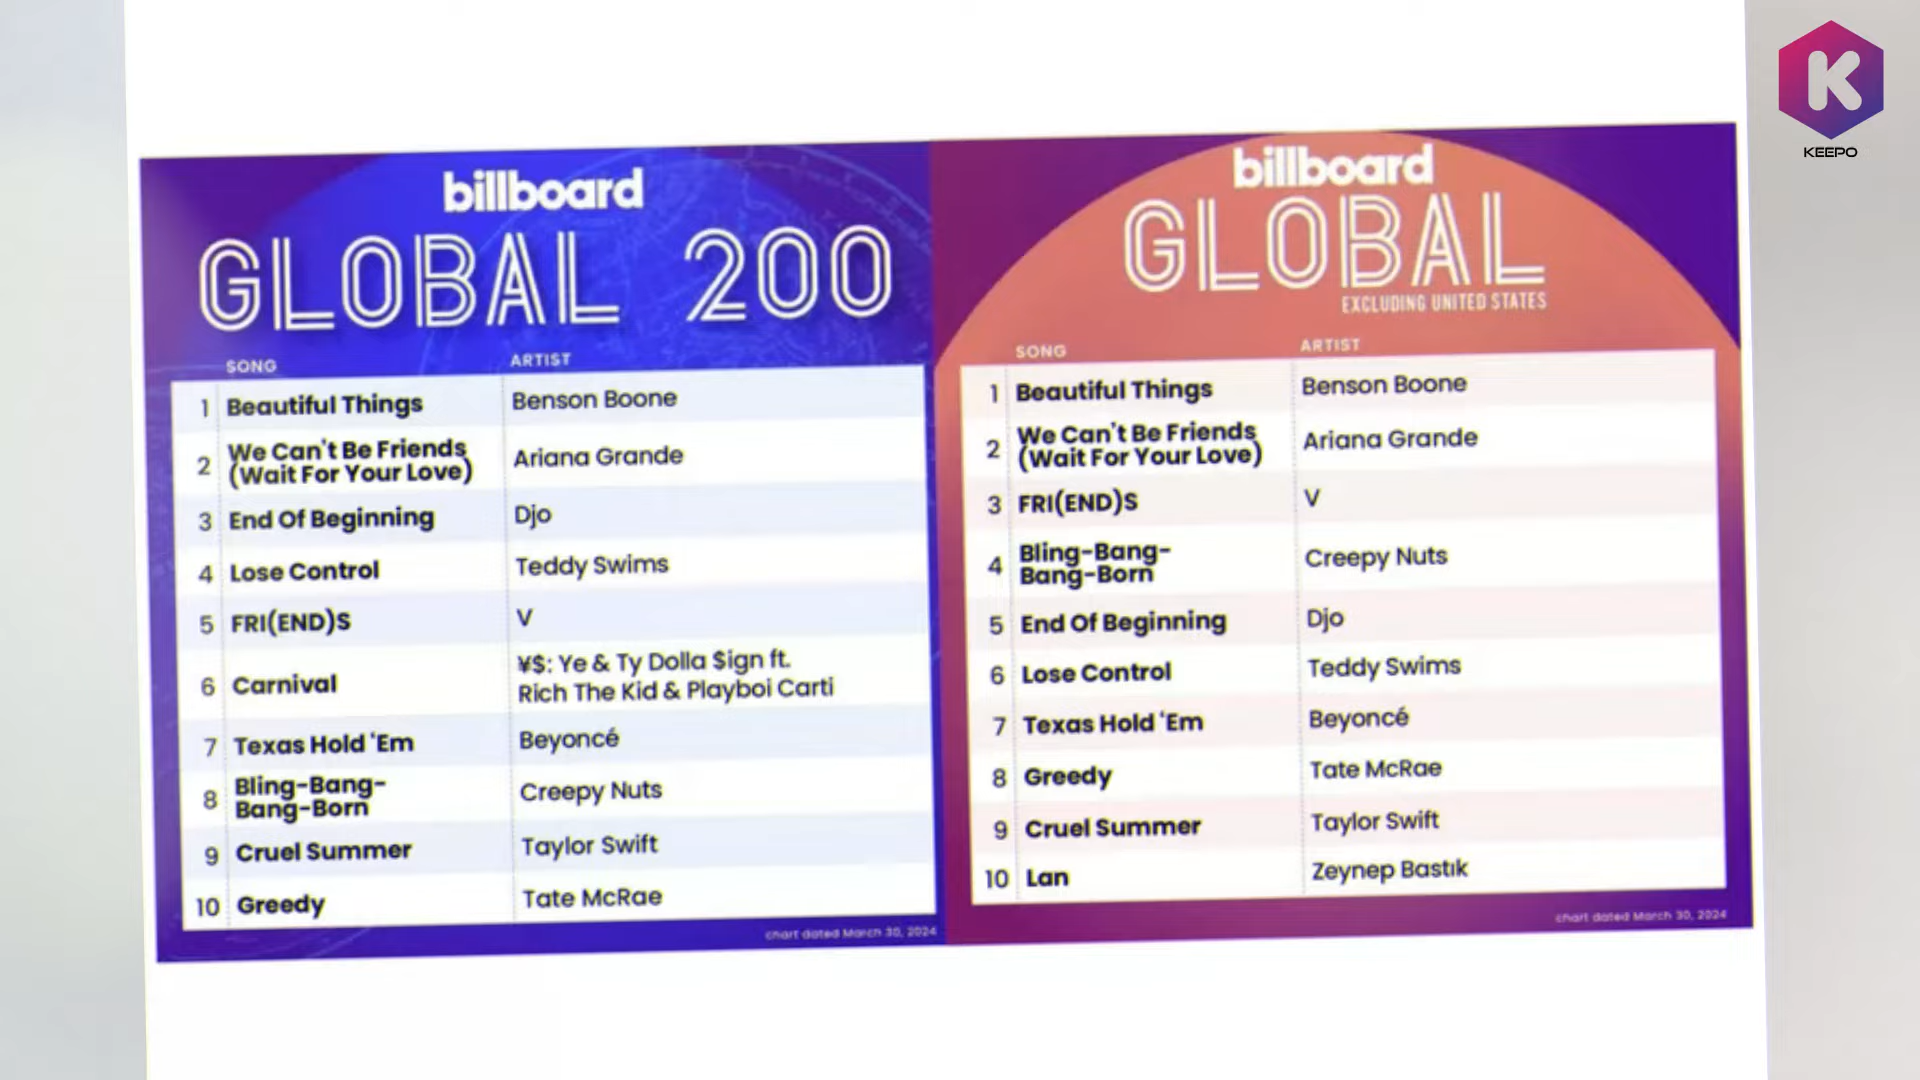 K
KEEPO
billboard
GLOBAL 200
SONG ARTIST
1 Beautiful Things Benson Boone
2 We Can't Be Friends
(Wait For Your Love) Ariana Grande
3 End Of Beginning Djo
4 Lose Control Teddy Swims
5 FRI(END)S V
6 Carnival ¥$: Ye & Ty Dolla $ign ft.
Rich The Kid & Playboi Carti
7 Texas Hold 'Em Beyoncé
8 Bling-Bang-
Bang-Born Creepy Nuts
9 Cruel Summer Taylor Swift
10 Greedy Tate McRae
chart dated March 30, 2024
billboard
GLOBAL
EXCLUDING UNITED STATES
SONG ARTIST
1 Beautiful Things Benson Boone
2 We Can't Be Friends
(Wait For Your Love) Ariana Grande
3 FRI(END)S V
4 Bling-Bang-
Bang-Born Creepy Nuts
5 End Of Beginning Djo
6 Lose Control Teddy Swims
7 Texas Hold 'Em Beyoncé
8 Greedy Tate McRae
9 Cruel Summer Taylor Swift
10 Lan Zeynep Bastık
chart dated March 30, 2024